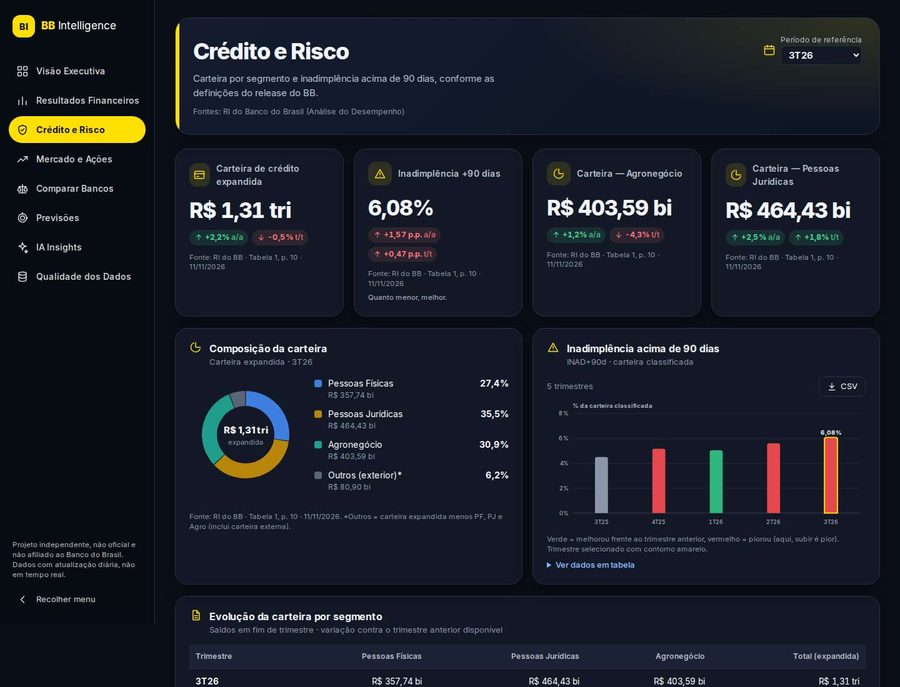 BI BB Intelligence
Visão Executiva
Resultados Financeiros
Crédito e Risco
Mercado e Ações
Comparar Bancos
Previsões
IA Insights
Qualidade dos Dados
Projeto independente, não oficial e
não afiliado ao Banco do Brasil.
Dados com atualização diária, não
em tempo real.
Recolher menu
Crédito e Risco
Carteira por segmento e inadimplência acima de 90 dias, conforme as
definições do release do BB.
Fontes: RI do Banco do Brasil (Análise do Desempenho)
Período de referência
3T26
Carteira de crédito
expandida
R$ 1,31 tri
↑ +2,2% a/a ↓ -0,5% t/t
Fonte: RI do BB · Tabela 1, p. 10 ·
11/11/2026
Inadimplência +90 dias
6,08%
↑ +1,57 p.p. a/a
↑ +0,47 p.p. t/t
Fonte: RI do BB · Tabela 1, p. 10 ·
11/11/2026
Quanto menor, melhor.
Carteira — Agronegócio
R$ 403,59 bi
↑ +1,2% a/a ↓ -4,3% t/t
Fonte: RI do BB · Tabela 1, p. 10 ·
11/11/2026
Carteira — Pessoas
Jurídicas
R$ 464,43 bi
↑ +2,5% a/a ↑ +1,8% t/t
Fonte: RI do BB · Tabela 1, p. 10 ·
11/11/2026
Composição da carteira
Carteira expandida · 3T26
R$ 1,31 tri
expandida
Pessoas Físicas 27,4%
R$ 357,74 bi
Pessoas Jurídicas 35,5%
R$ 464,43 bi
Agronegócio 30,9%
R$ 403,59 bi
Outros (exterior)* 6,2%
R$ 80,90 bi
Fonte: RI do BB · Tabela 1, p. 10 · 11/11/2026. *Outros = carteira expandida menos PF, PJ e
Agro (inclui carteira externa).
Inadimplência acima de 90 dias
INAD+90d · carteira classificada
5 trimestres
CSV
% da carteira classificada
8%
6%
4%
2%
0%
6,08%
3T25 4T25 1T26 2T26 3T26
Verde = melhorou frente ao trimestre anterior, vermelho = piorou (aqui, subir é pior).
Trimestre selecionado com contorno amarelo.
Ver dados em tabela
Evolução da carteira por segmento
Saldos em fim de trimestre · variação contra o trimestre anterior disponível
Trimestre Pessoas Físicas Pessoas Jurídicas Agronegócio Total (expandida)
3T26 R$ 357,74 bi R$ 464,43 bi R$ 403,59 bi R$ 1,31 tri